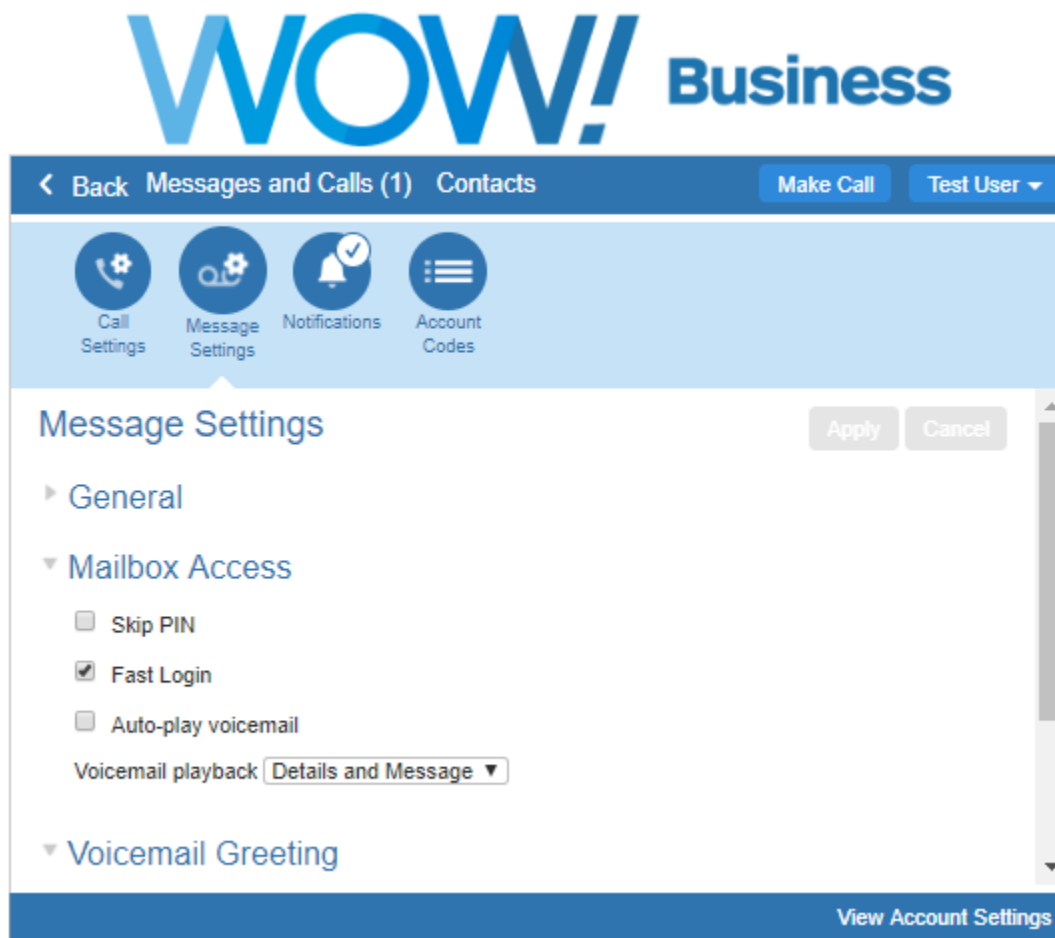 WOW! Business
Back Messages and Calls (1) Contacts Make Call Test User
Call Settings
Message Settings
Notifications
Account Codes
Message Settings Apply Cancel
General
Mailbox Access
Skip PIN
Fast Login
Auto-play voicemail
Voicemail playback Details and Message
Voicemail Greeting
View Account Settings